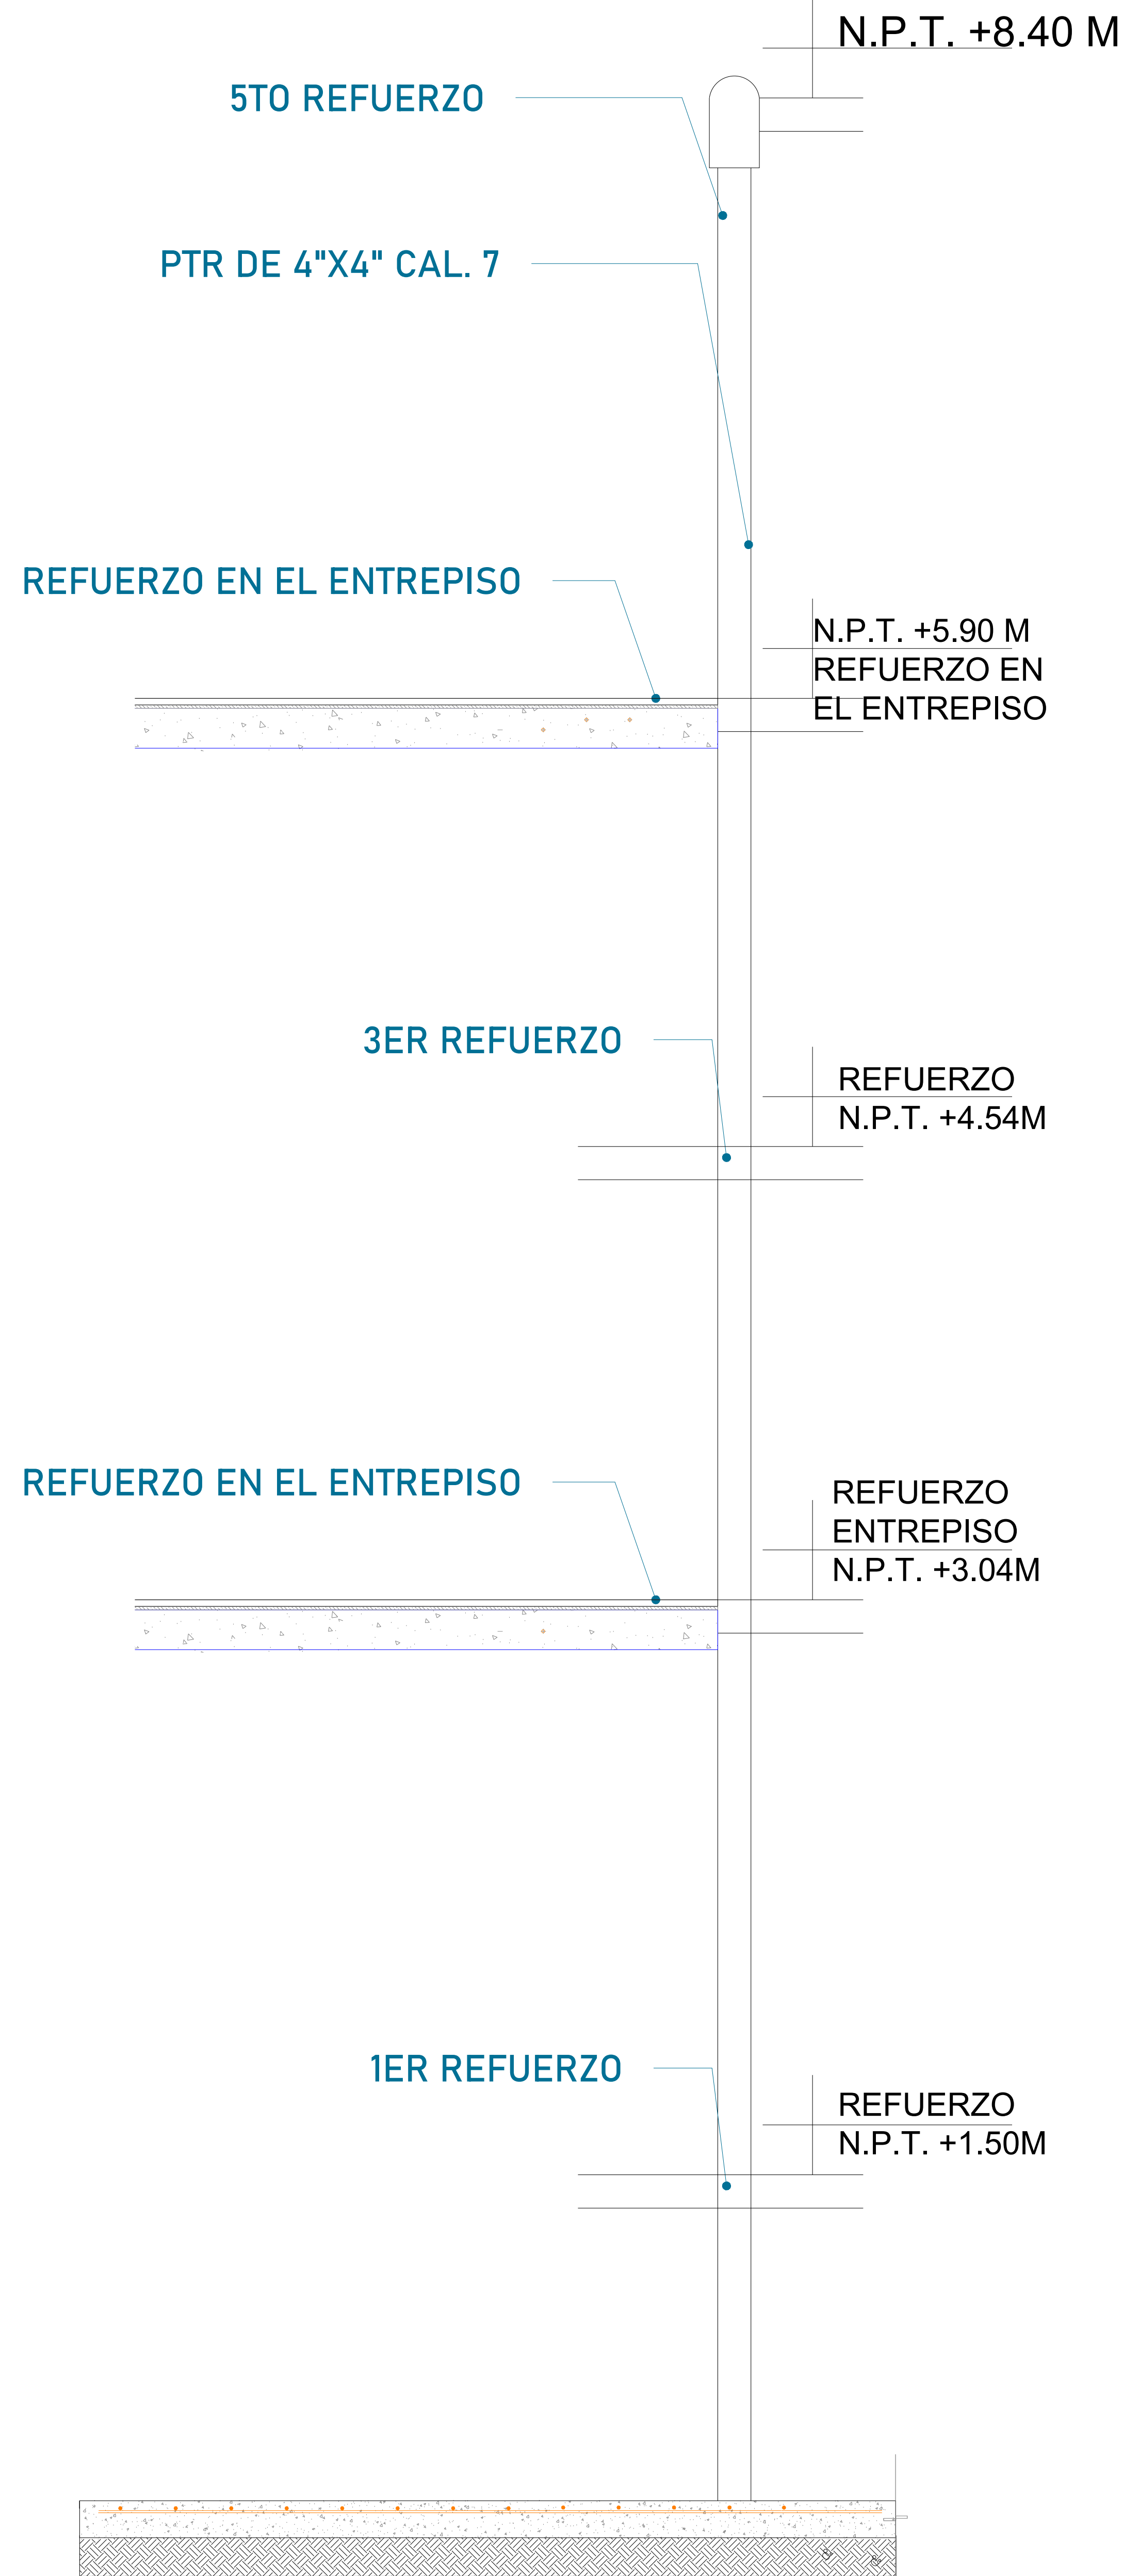 N.P.T. +8.40 M
5TO REFUERZO
PTR DE 4"X4" CAL. 7
REFUERZO EN EL ENTREPISO
N.P.T. +5.90 M
REFUERZO EN
EL ENTREPISO
3ER REFUERZO
REFUERZO
N.P.T. +4.54M
REFUERZO EN EL ENTREPISO
REFUERZO
ENTREPISO
N.P.T. +3.04M
1ER REFUERZO
REFUERZO
N.P.T. +1.50M